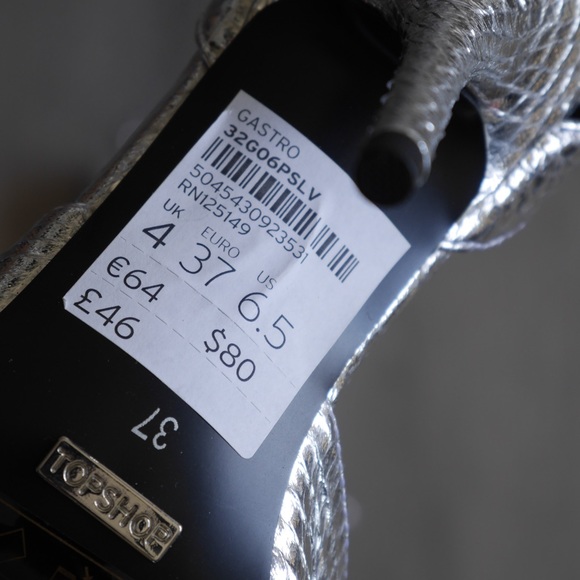 GASTRO
32G06PSLV
5045430923531
RN125149
UK EURO US
4 37 6.5
€64
£46 $80
37
TOPSHOP